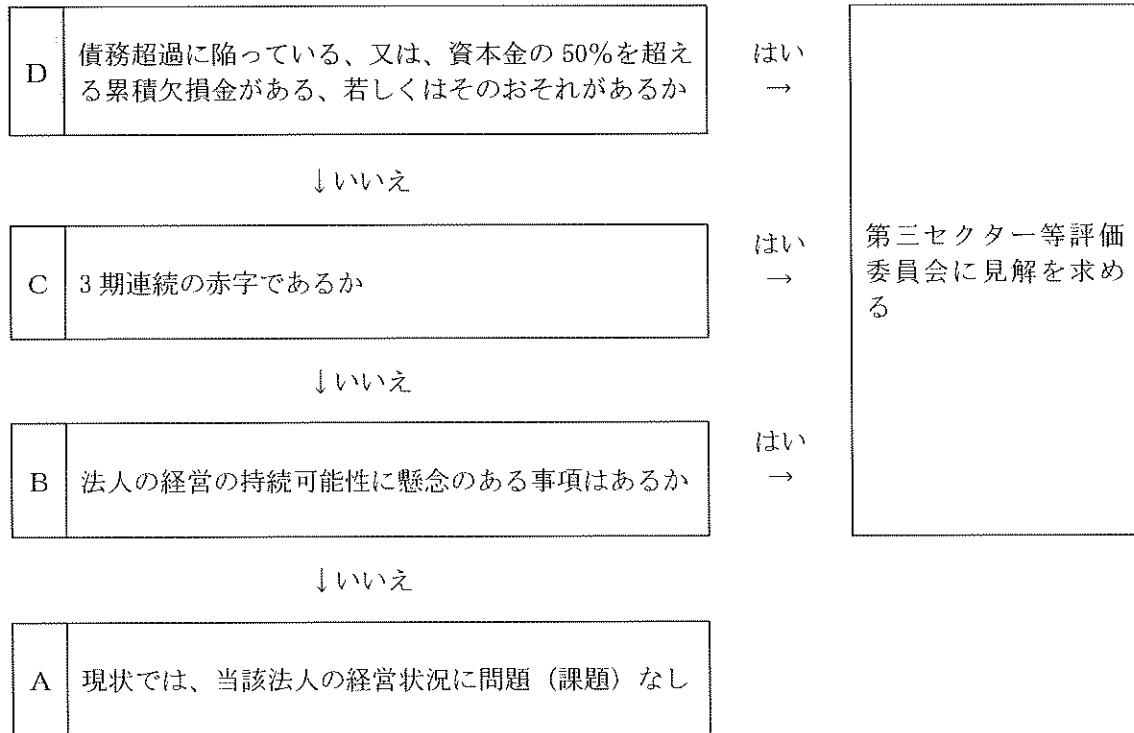 D
債務超過に陥っている、又は、資本金の 50%を超え
る累積欠損金がある、若しくはそのおそれがあるか
はい
→
↓いいえ
C
3 期連続の赤字であるか
はい
→
第三セクター等評価
委員会に見解を求め
る
↓いいえ
B
法人の経営の持続可能性に懸念のある事項はあるか
はい
→
↓いいえ
A
現状では、当該法人の経営状況に問題（課題）なし